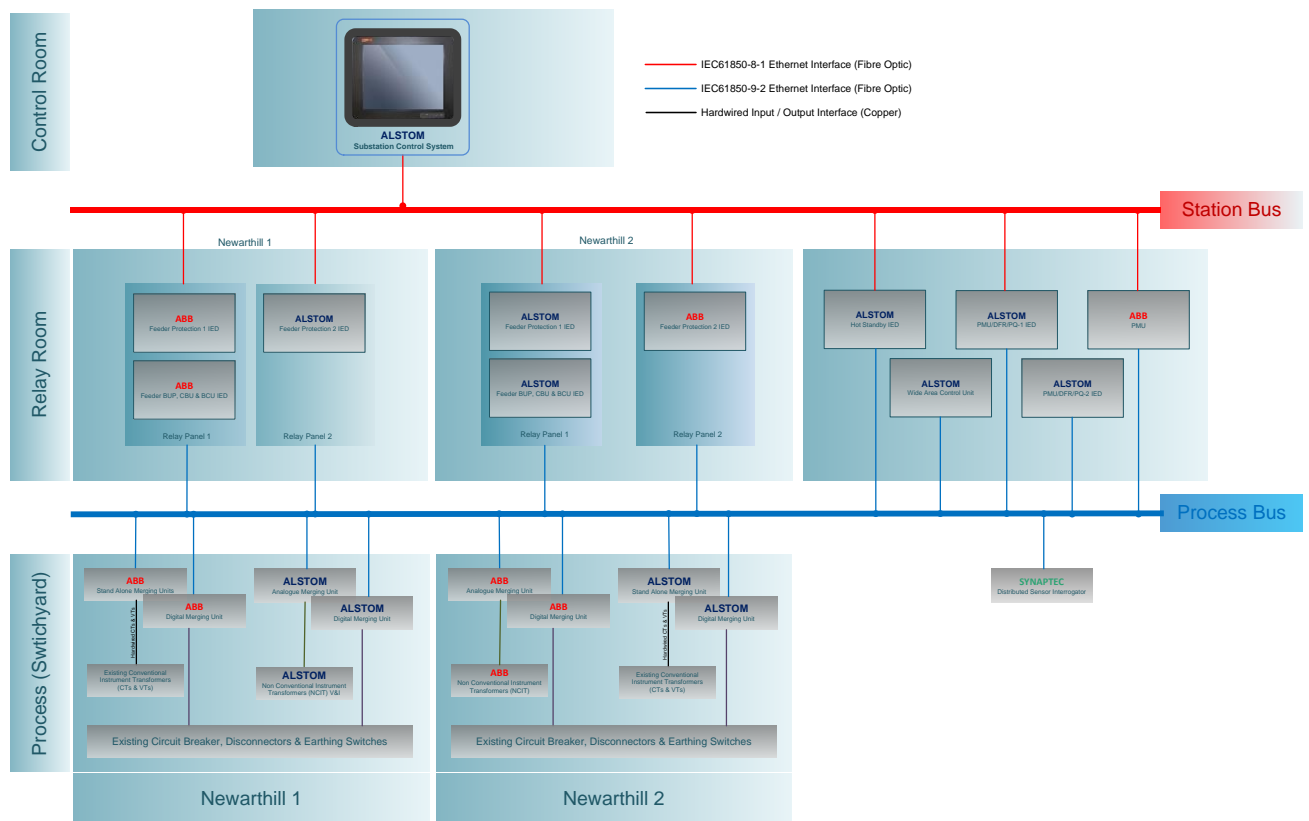 Control Room
ALSTOM
Substation Control System
IEC61850-8-1 Ethernet Interface (Fibre Optic)
IEC61850-9-2 Ethernet Interface (Fibre Optic)
Hardwired Input / Output Interface (Copper)
Station Bus
Relay Room
Newarthill 1
ABB
Feeder Protection 1 IED
ABB
Feeder BUP, CBU & BCU IED
Relay Panel 1
ALSTOM
Feeder Protection 2 IED
Relay Panel 2
Newarthill 2
ALSTOM
Feeder Protection 1 IED
ALSTOM
Feeder BUP, CBU & BCU IED
Relay Panel 1
ABB
Feeder Protection 2 IED
Relay Panel 2
ALSTOM
Hot Standby IED
ALSTOM
PMU/DFR/PQ-1 IED
ABB
PMU
ALSTOM
Wide Area Control Unit
ALSTOM
PMU/DFR/PQ-2 IED
Process Bus
Process (Swtichyard)
ABB
Stand Alone Merging Units
ABB
Digital Merging Unit
Hardwired CTs & VTs
Existing Conventional
Instrument Transformers
(CTs & VTs)
ALSTOM
Analogue Merging Unit
ALSTOM
Digital Merging Unit
ALSTOM
Non Conventional Instrument
Transformers (NCIT) V&I
Existing Circuit Breaker, Disconnectors & Earthing Switches
ABB
Analogue Merging Unit
ABB
Digital Merging Unit
ABB
Non Conventional Instrument
Transformers (NCIT)
ALSTOM
Stand Alone Merging Unit
ALSTOM
Digital Merging Unit
Hardwired CTs & VTs
Existing Conventional
Instrument Transformers
(CTs & VTs)
Existing Circuit Breaker, Disconnectors & Earthing Switches
SYNAPTEC
Distributed Sensor Interrogator
Newarthill 1
Newarthill 2